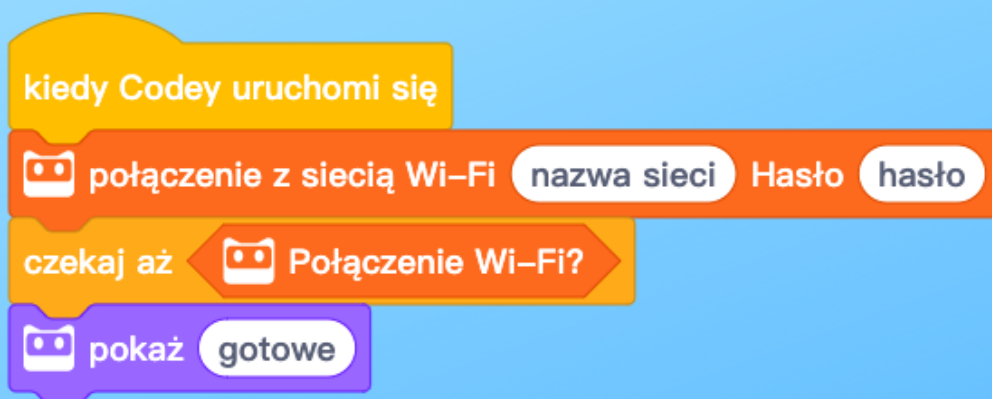 kiedy Codey uruchomi się
połączenie z siecią Wi-Fi nazwa sieci Hasło hasło
czekaj aż Połączenie Wi-Fi?
pokaż gotowe